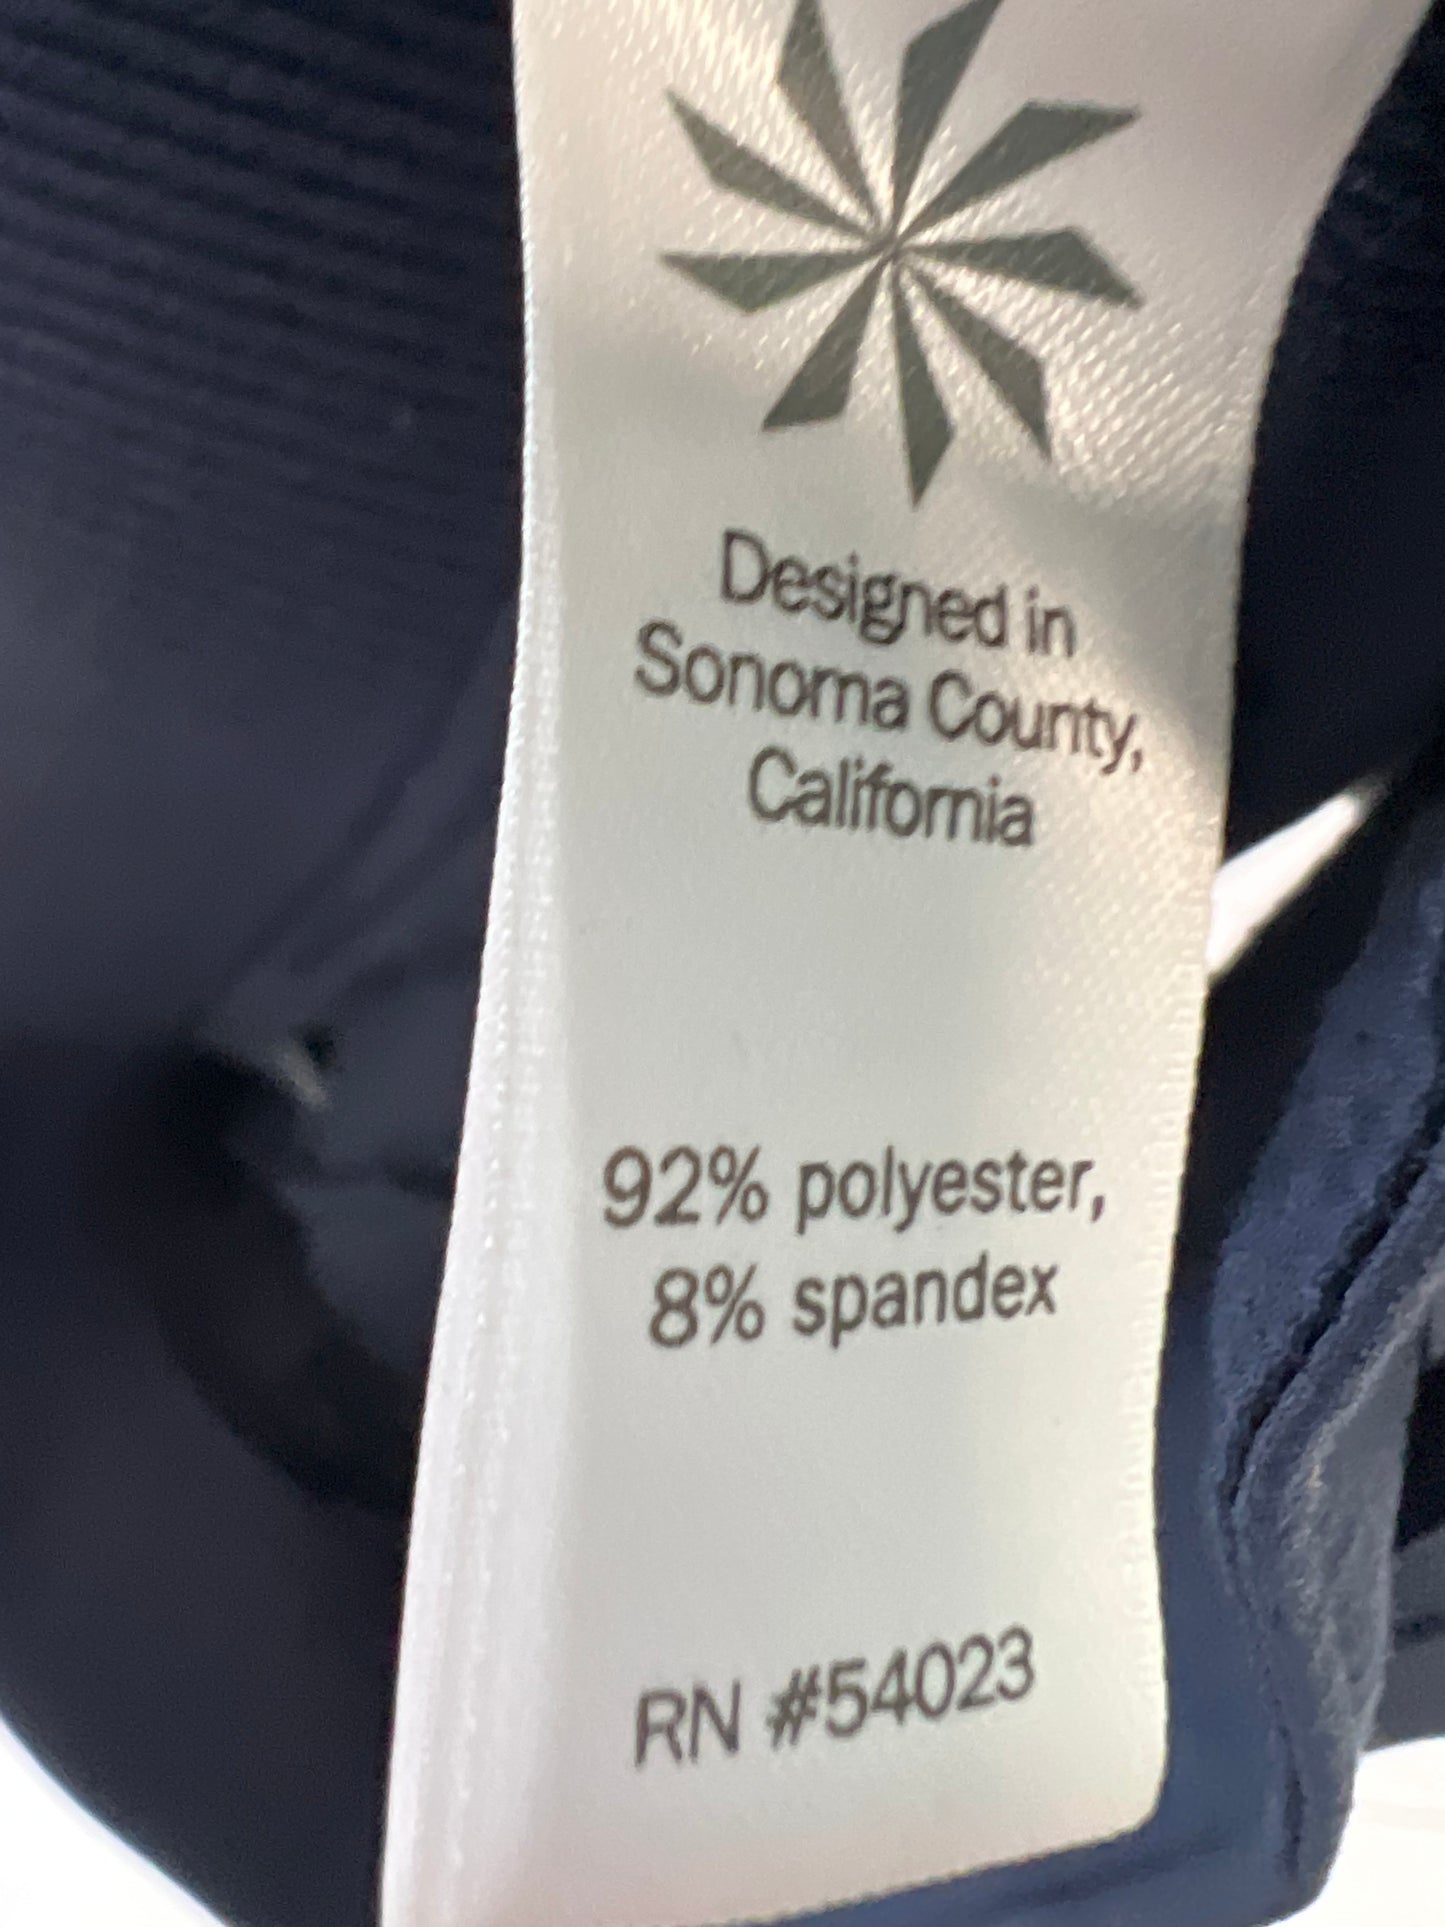 Designed in
Sonoma County,
California
92% polyester,
8% spandex
RN #54023